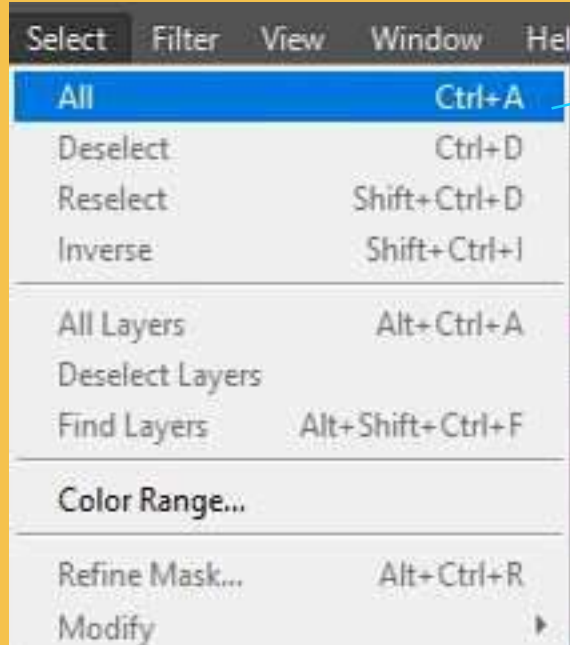 Select Filter View Window Hel
All Ctrl+A
Deselect Ctrl+D
Reselect Shift+Ctrl+D
Inverse Shift+Ctrl+I
All Layers Alt+Ctrl+A
Deselect Layers
Find Layers Alt+Shift+Ctrl+F
Color Range...
Refine Mask... Alt+Ctrl+R
Modify